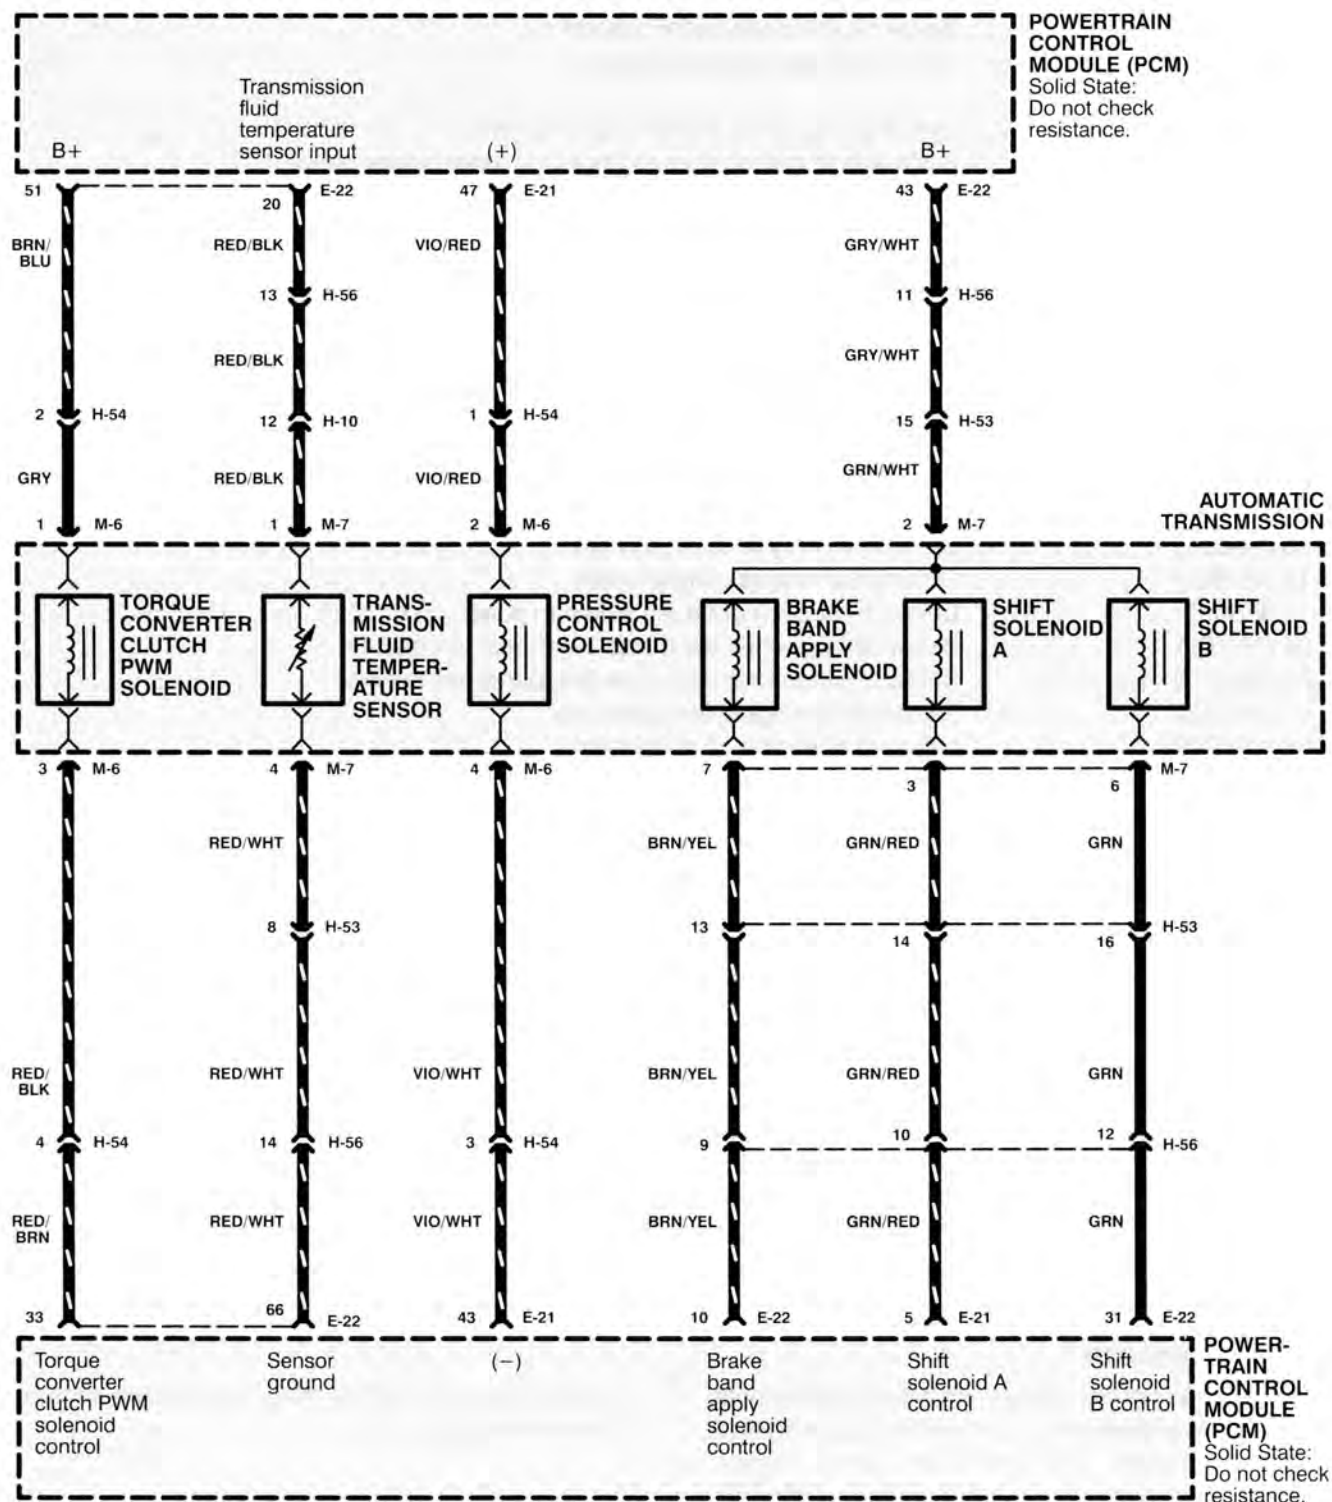 POWERTRAIN
CONTROL
MODULE (PCM)
Solid State:
Do not check
resistance.
B+
Transmission
fluid
temperature
sensor input
(+)
B+
51
20
E-22
47
E-21
43
E-22
BRN/
BLU
RED/BLK
VIO/RED
GRY/WHT
13
H-56
11
H-56
RED/BLK
GRY/WHT
2
H-54
12
H-10
1
H-54
15
H-53
GRY
RED/BLK
VIO/RED
GRN/WHT
1
M-6
1
M-7
2
M-6
2
M-7
AUTOMATIC
TRANSMISSION
TORQUE
CONVERTER
CLUTCH
PWM
SOLENOID
TRANS-
MISSION
FLUID
TEMPER-
ATURE
SENSOR
PRESSURE
CONTROL
SOLENOID
BRAKE
BAND
APPLY
SOLENOID
SHIFT
SOLENOID
A
SHIFT
SOLENOID
B
3
M-6
4
M-7
4
M-6
7
3
6
M-7
RED/WHT
BRN/YEL
GRN/RED
GRN
8
H-53
13
14
16
H-53
RED/
BLK
RED/WHT
VIO/WHT
BRN/YEL
GRN/RED
GRN
4
H-54
14
H-56
3
H-54
9
10
12
H-56
RED/
BRN
RED/WHT
VIO/WHT
BRN/YEL
GRN/RED
GRN
33
66
E-22
43
E-21
10
E-22
5
E-21
31
E-22
Torque
converter
clutch PWM
solenoid
control
Sensor
ground
(−)
Brake
band
apply
solenoid
control
Shift
solenoid A
control
Shift
solenoid
B control
POWER-
TRAIN
CONTROL
MODULE
(PCM)
Solid State:
Do not check
resistance.